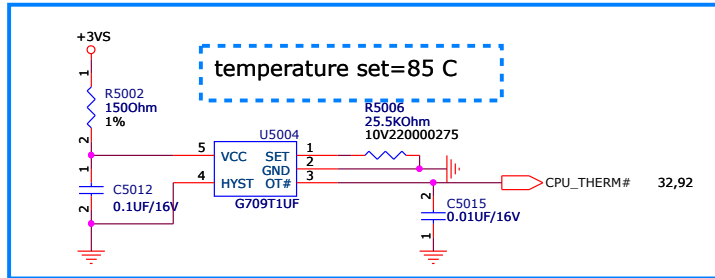 +3VS
temperature set=85 C
1
R5002
150Ohm
1%
2
R5006
25.5KOhm
10V220000275
U5004
5 VCC SET 1
GND 2
4 HYST OT# 3
G709T1UF
1
C5012
0.1UF/16V
2
CPU_THERM# 32,92
2
C5015
0.01UF/16V
1